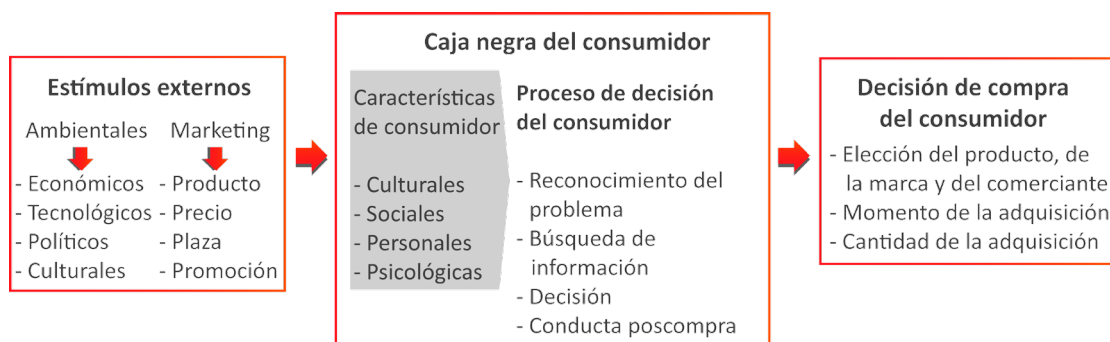 Estímulos externos
Ambientales
- Económicos
- Tecnológicos
- Políticos
- Culturales
Marketing
- Producto
- Precio
- Plaza
- Promoción
Caja negra del consumidor
Características
de consumidor
- Culturales
- Sociales
- Personales
- Psicológicas
Proceso de decisión
del consumidor
- Reconocimiento del
problema
- Búsqueda de
información
- Decisión
- Conducta poscompra
Decisión de compra
del consumidor
- Elección del producto, de
la marca y del comerciante
- Momento de la adquisición
- Cantidad de la adquisición